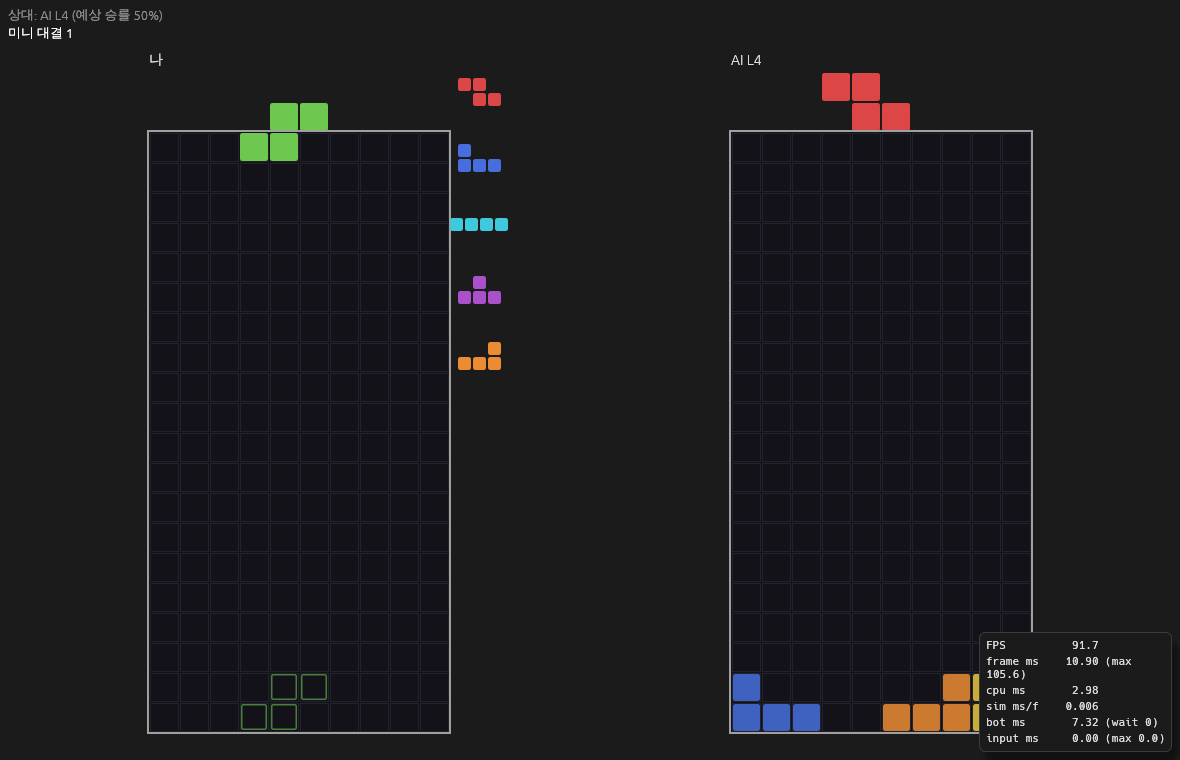 상대: AI L4 (예상 승률 50%)
미니 대결 1
나
AI L4
FPS 91.7
frame ms 10.90 (max
105.6)
cpu ms 2.98
sim ms/f 0.006
bot ms 7.32 (wait 0)
input ms 0.00 (max 0.0)